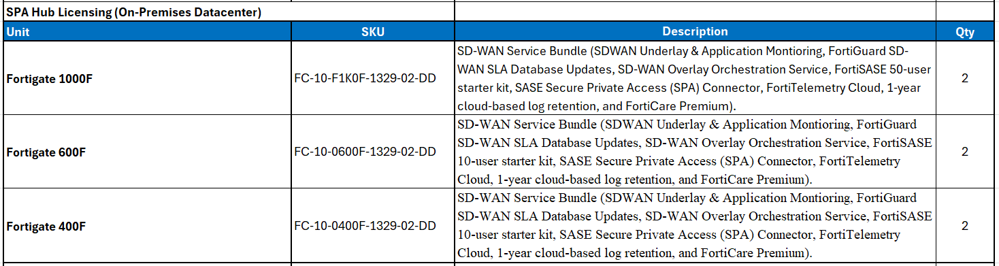 SPA Hub Licensing (On-Premises Datacenter)
Unit SKU Description Qty
Fortigate 1000F FC-10-F1K0F-1329-02-DD SD-WAN Service Bundle (SDWAN Underlay & Application Montioring, FortiGuard SD-
WAN SLA Database Updates, SD-WAN Overlay Orchestration Service, FortiSASE 50-user
starter kit, SASE Secure Private Access (SPA) Connector, FortiTelemetry Cloud, 1-year
cloud-based log retention, and FortiCare Premium). 2
Fortigate 600F FC-10-0600F-1329-02-DD SD-WAN Service Bundle (SDWAN Underlay & Application Montioring, FortiGuard
SD-WAN SLA Database Updates, SD-WAN Overlay Orchestration Service, FortiSASE
10-user starter kit, SASE Secure Private Access (SPA) Connector, FortiTelemetry
Cloud, 1-year cloud-based log retention, and FortiCare Premium). 2
Fortigate 400F FC-10-0400F-1329-02-DD SD-WAN Service Bundle (SDWAN Underlay & Application Montioring, FortiGuard
SD-WAN SLA Database Updates, SD-WAN Overlay Orchestration Service, FortiSASE
10-user starter kit, SASE Secure Private Access (SPA) Connector, FortiTelemetry
Cloud, 1-year cloud-based log retention, and FortiCare Premium). 2